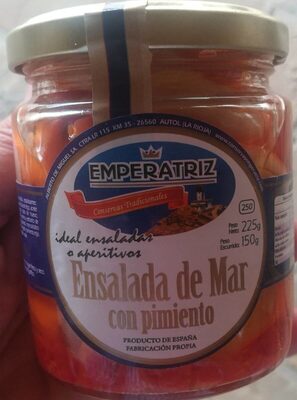 EMPERATRIZ
Conservas Tradicionales
ideal ensaladas
o aperitivos
250
Peso
Neto: 225g
Peso
Escurrido: 150g
Ensalada de Mar
con pimiento
PRODUCTO DE ESPAÑA
FABRICACIÓN PROPIA
26560 AUTOL (LA RIOJA)